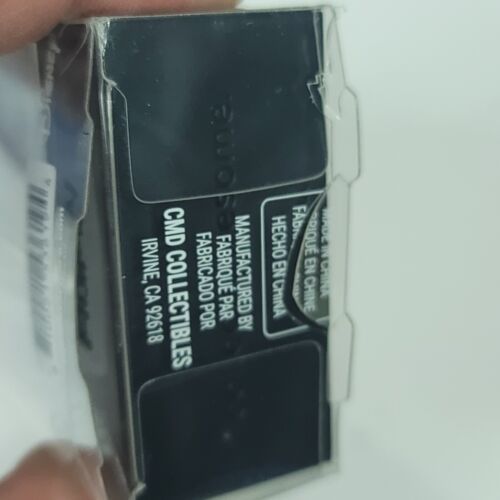 MADE IN CHINA
FABRIQUÉ EN CHINE
HECHO EN CHINA
MANUFACTURED BY
FABRIQUÉ PAR
FABRICADO POR
CMD COLLECTIBLES
IRVINE, CA 92618